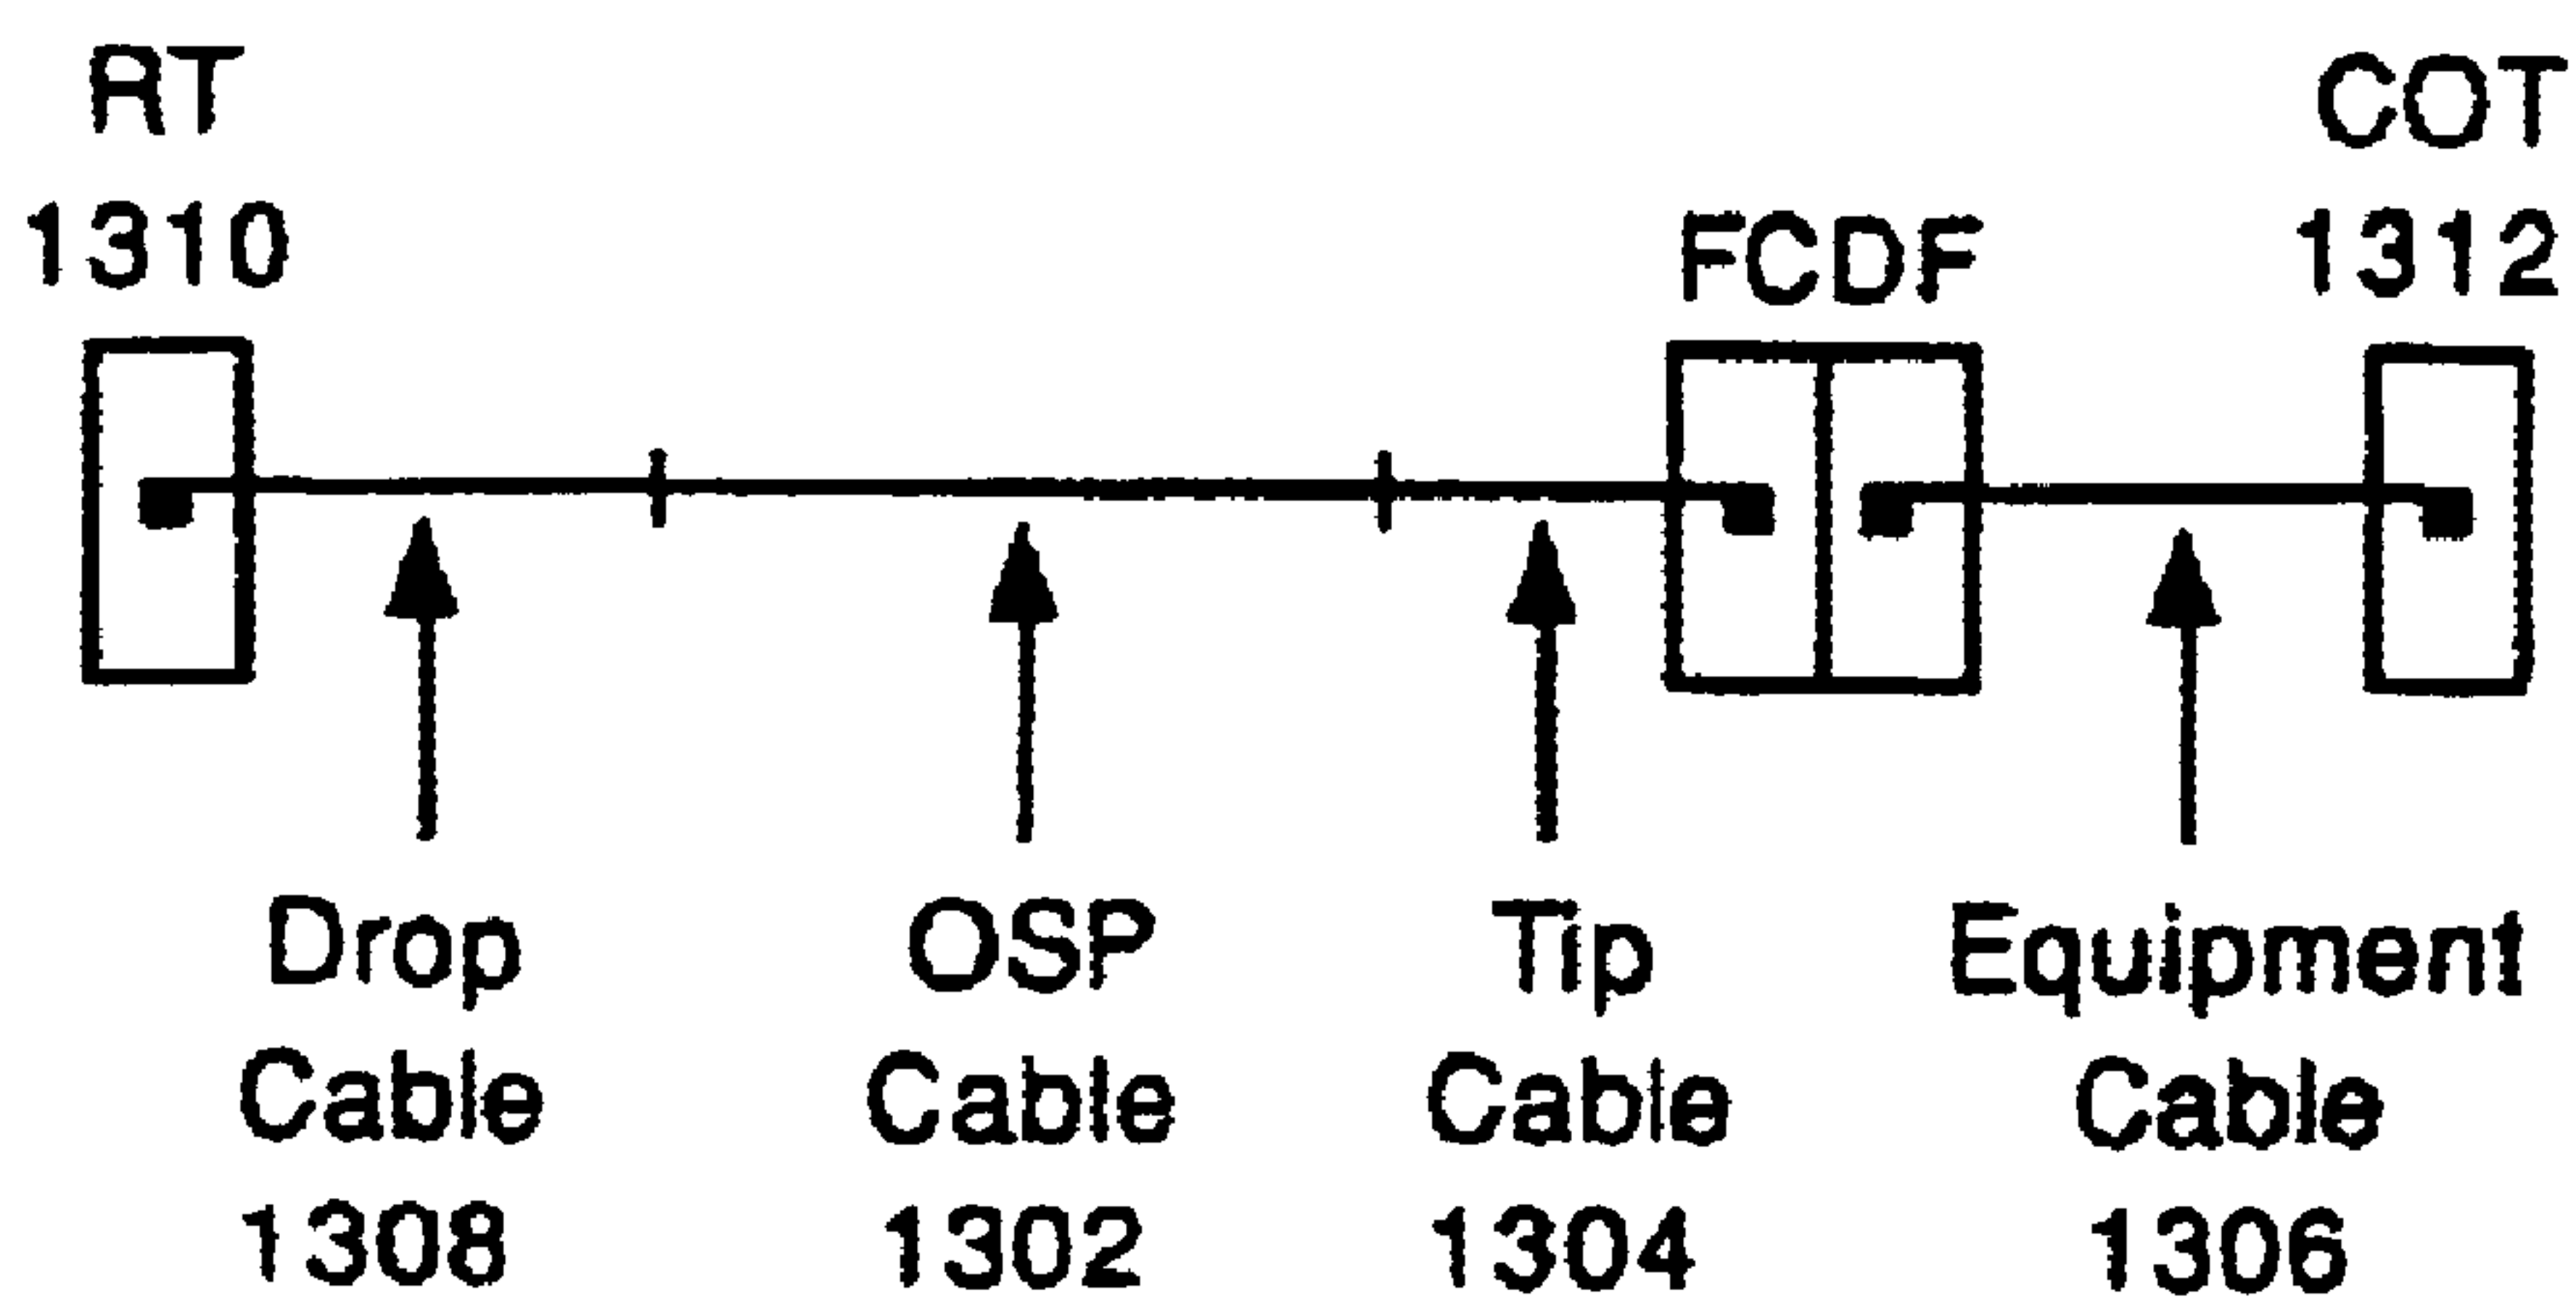 RT
1310
FCDF
COT
1312
Drop
Cable
1308
OSP
Cable
1302
Tip
Cable
1304
Equipment
Cable
1306